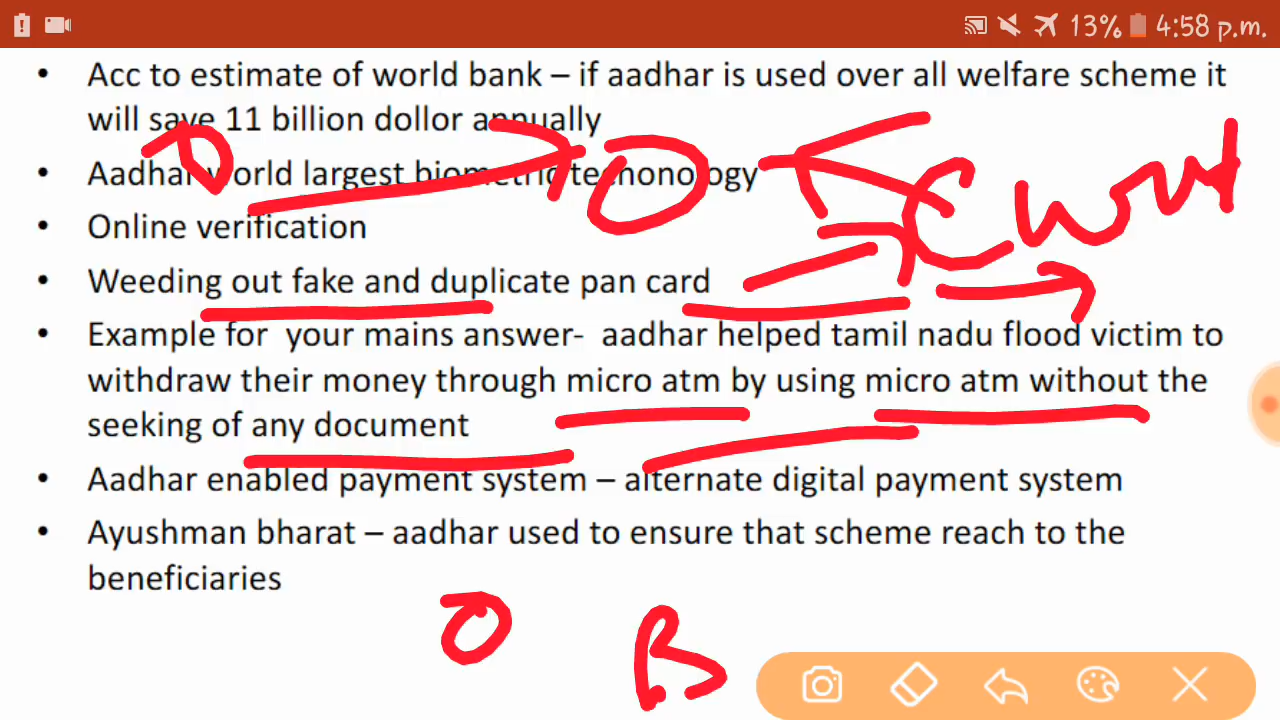 13% 4:58 p.m.
• Acc to estimate of world bank – if aadhar is used over all welfare scheme it
will save 11 billion dollor annually
• Aadhar world largest biometric techonology
• Online verification
• Weeding out fake and duplicate pan card
• Example for your mains answer- aadhar helped tamil nadu flood victim to
withdraw their money through micro atm by using micro atm without the
seeking of any document
• Aadhar enabled payment system – alternate digital payment system
• Ayushman bharat – aadhar used to ensure that scheme reach to the
beneficiaries
B